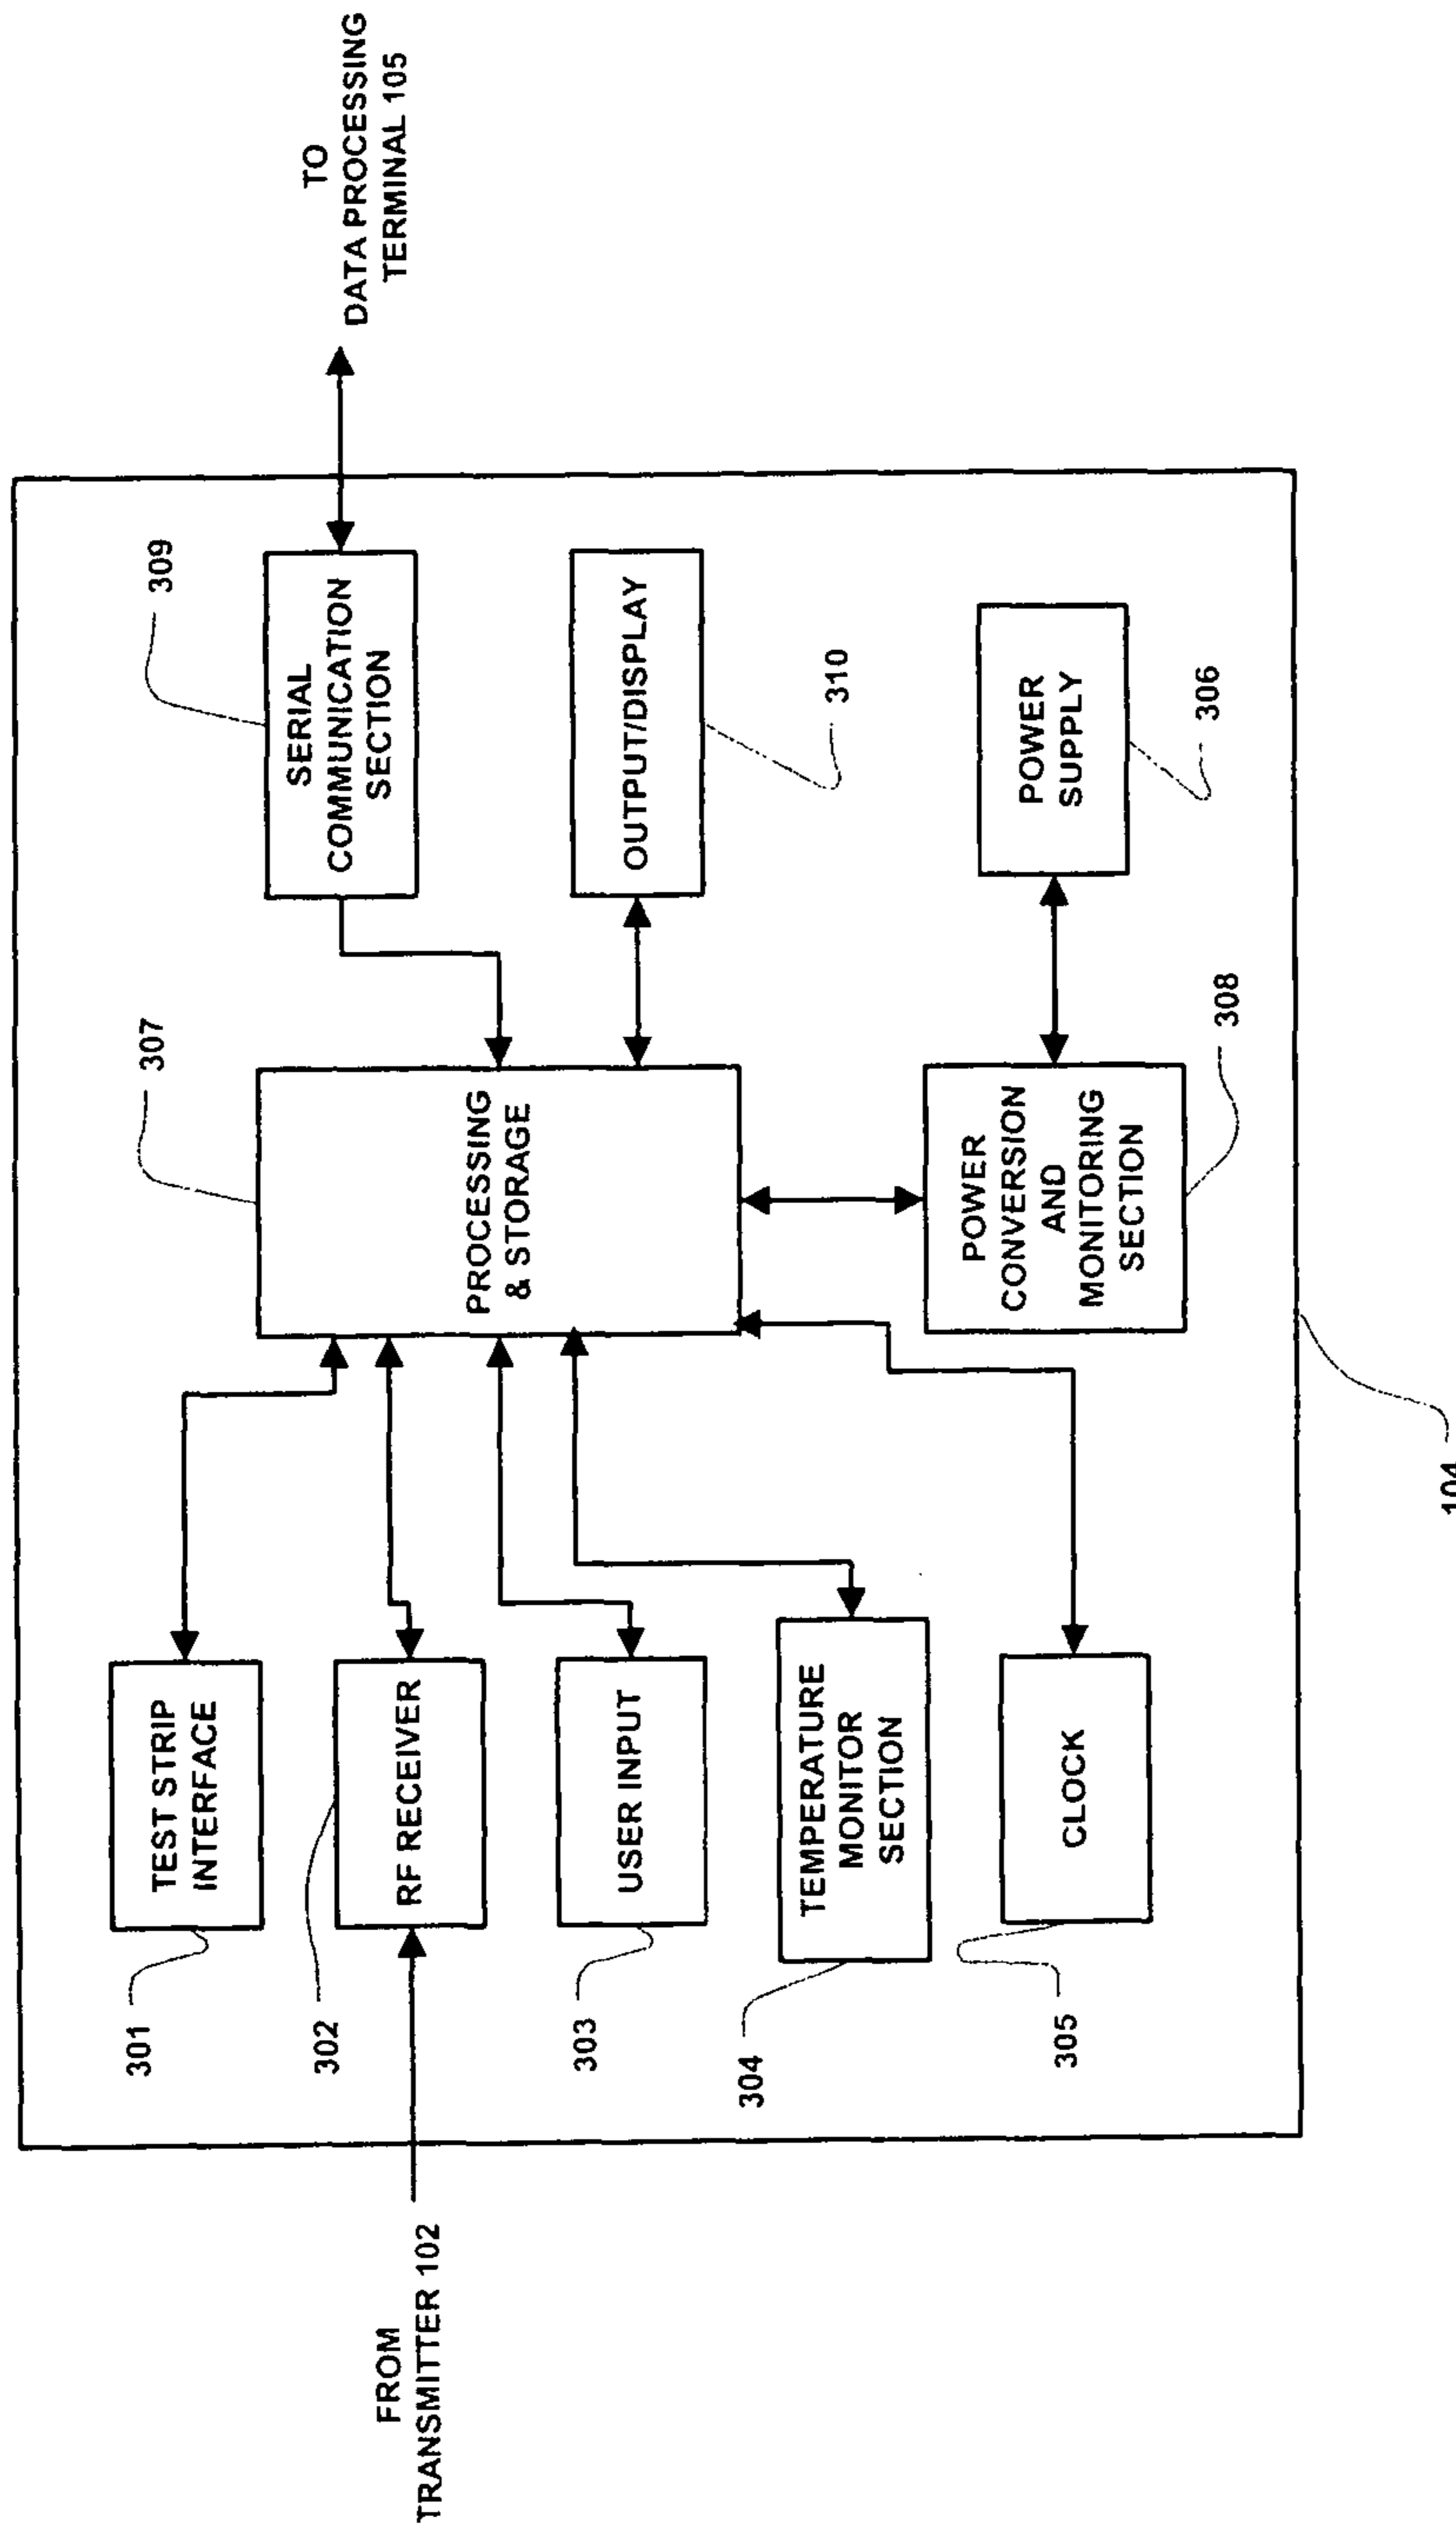 TO
DATA PROCESSING
TERMINAL 105
309
SERIAL
COMMUNICATION
SECTION
OUTPUT/DISPLAY
310
POWER
SUPPLY
306
307
PROCESSING
& STORAGE
POWER
CONVERSION
AND
MONITORING
SECTION
308
TEST STRIP
INTERFACE
301
RF RECEIVER
302
USER INPUT
303
TEMPERATURE
MONITOR
SECTION
304
CLOCK
305
104
FROM
TRANSMITTER 102